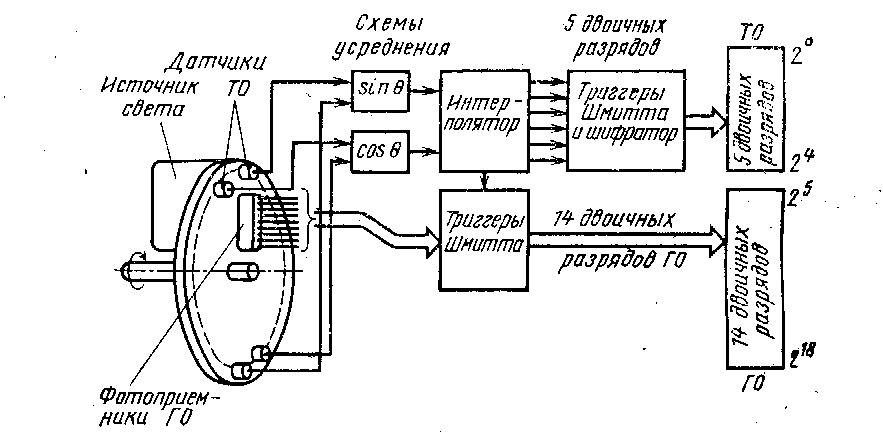 Схемы
усреднения
5 двоичных
разрядов
ТО
2⁰
Датчики
ТО
Источник
света
sin θ
cos θ
Интер-
полятор
Триггеры
Шмитта
и шифратор
5 двоичных
разрядов
2⁴
2⁵
Триггеры
Шмитта
14 двоичных
разрядов ГО
14 двоичных
разрядов
2¹⁸
ГО
Фотоприем-
ники ГО